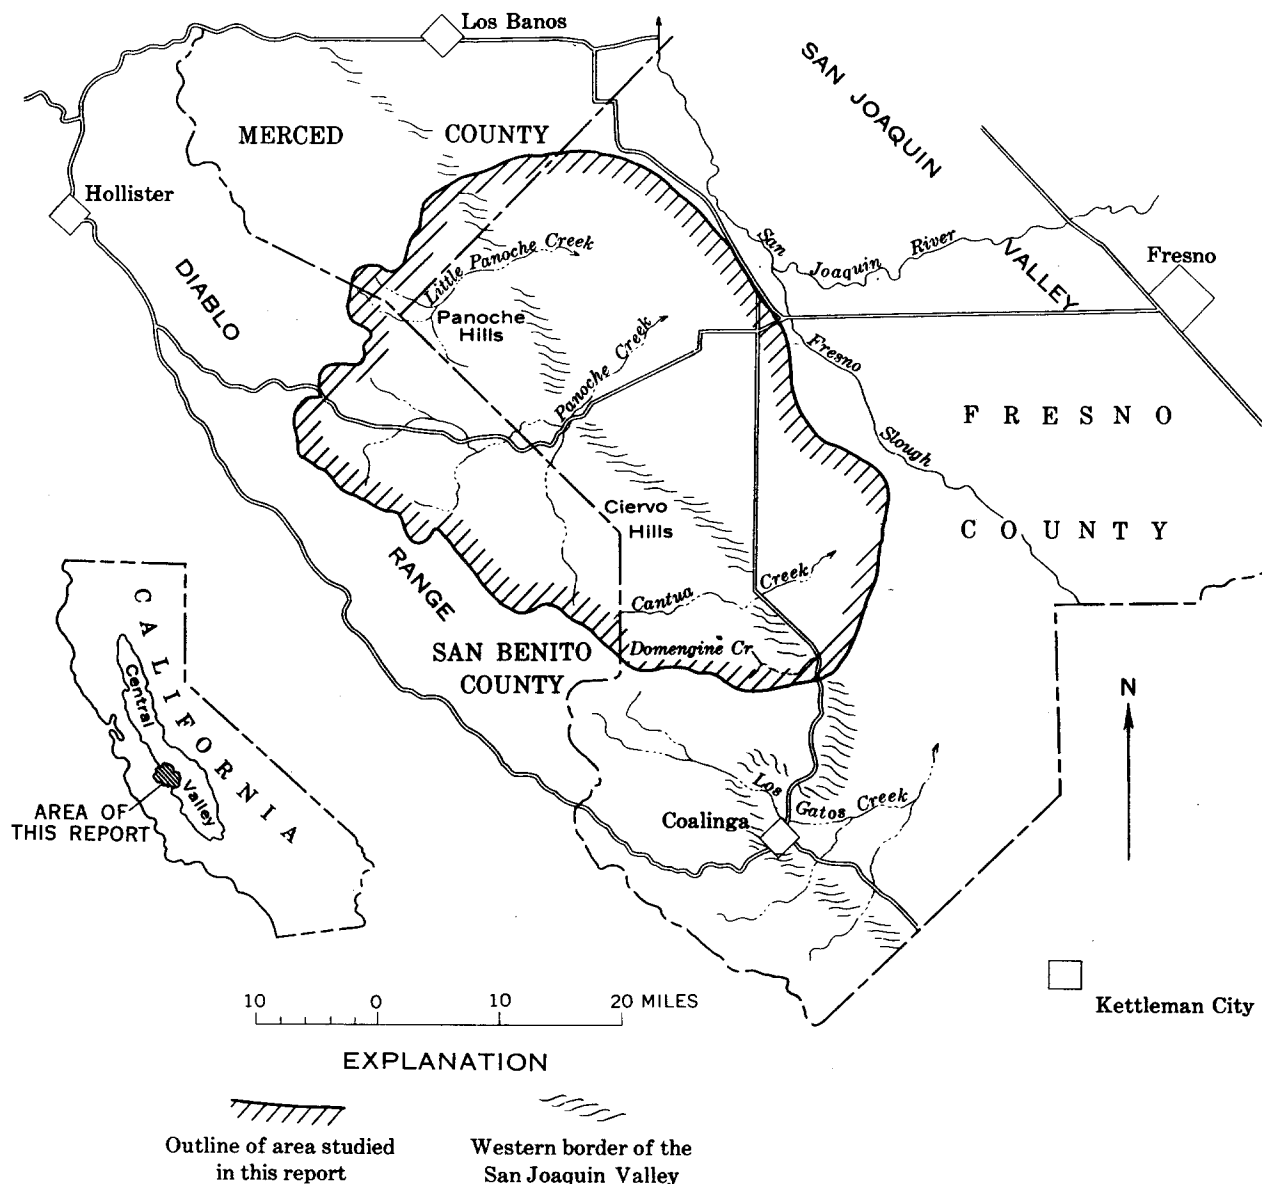 Los Banos
SAN JOAQUIN
VALLEY
MERCED COUNTY
Hollister
DIABLO
RANGE
Little Panoche Creek
Panoche
Hills
San
Joaquin
River
Fresno
Panoche Creek
Fresno
Slough
FRESNO
COUNTY
Ciervo
Hills
Cantua
Creek
Domengine Cr
SAN BENITO
COUNTY
CALIFORNIA
Central
Valley
AREA OF
THIS REPORT
N
Los
Gatos
Creek
Coalinga
Kettleman City
10 0 10 20 MILES
EXPLANATION
Outline of area studied
in this report
Western border of the
San Joaquin Valley